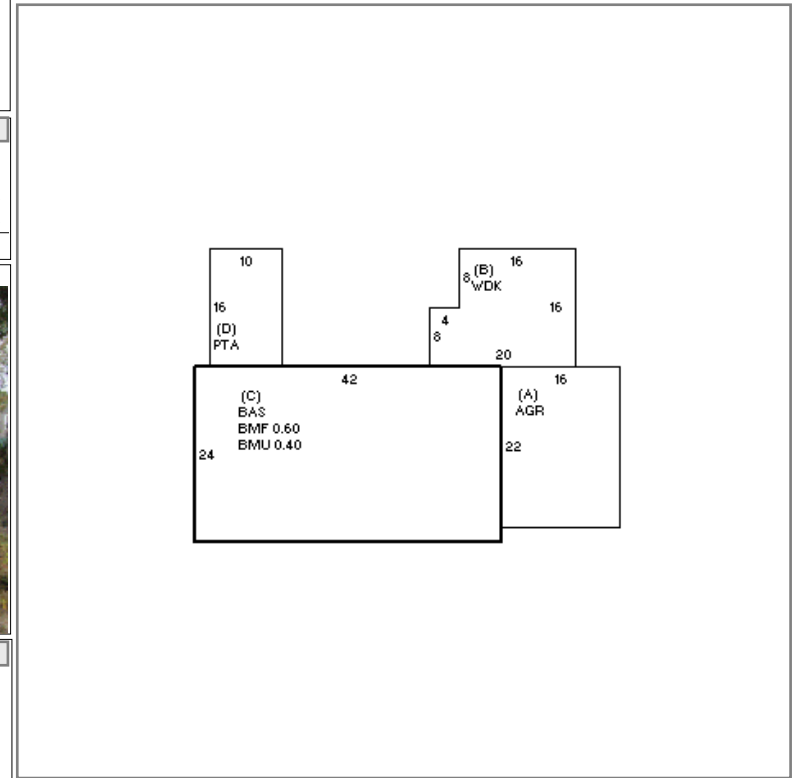 10
16
(D)
PTA
16
8
(B)
WDK
16
4
8
20
42
(C)
BAS
BMF 0.60
BMU 0.40
24
16
(A)
AGR
22